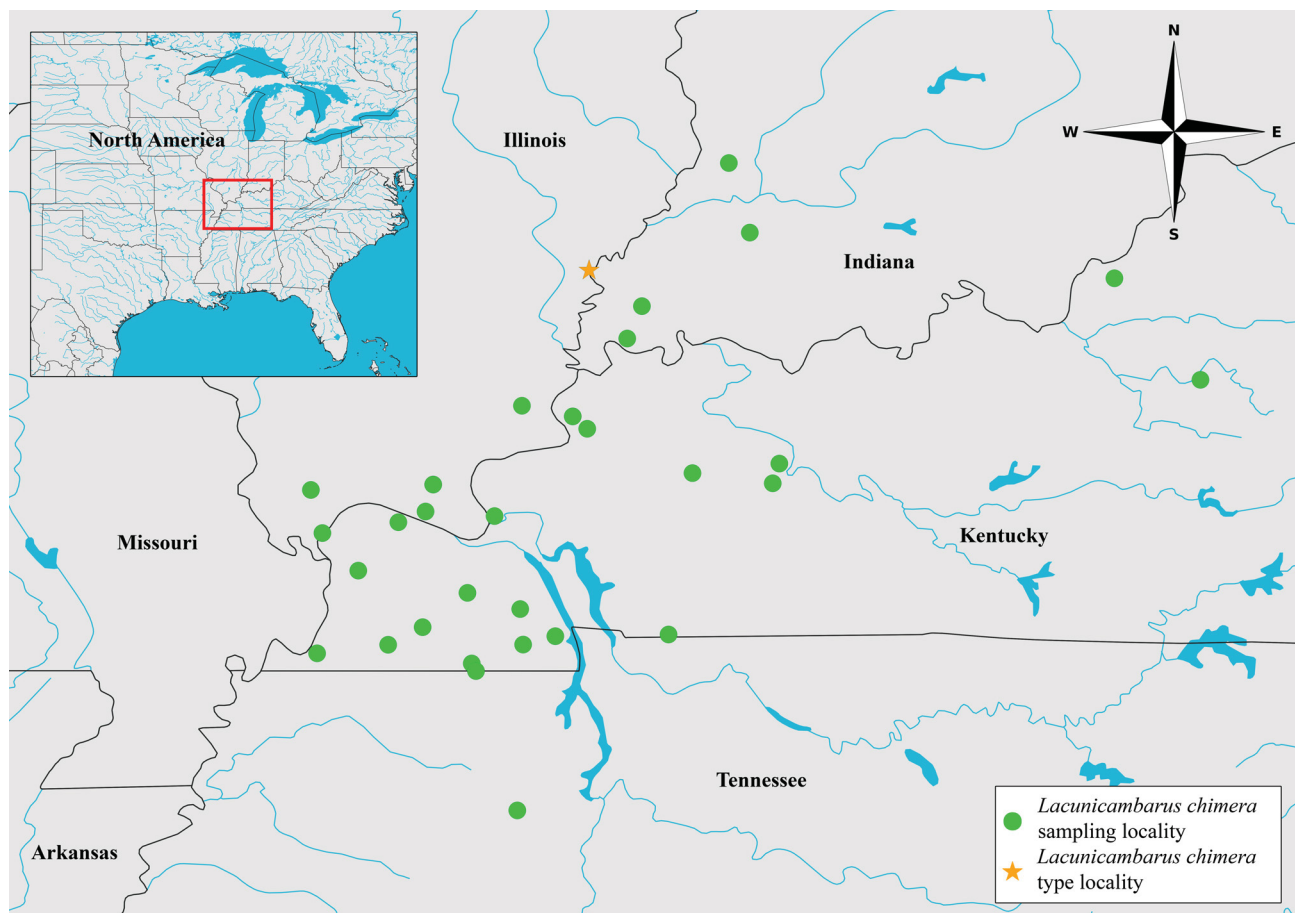 N
Illinois
North America
W
E
S
Indiana
Missouri
Kentucky
Tennessee
Arkansas
Lacunicambarus chimera
sampling locality
Lacunicambarus chimera
type locality